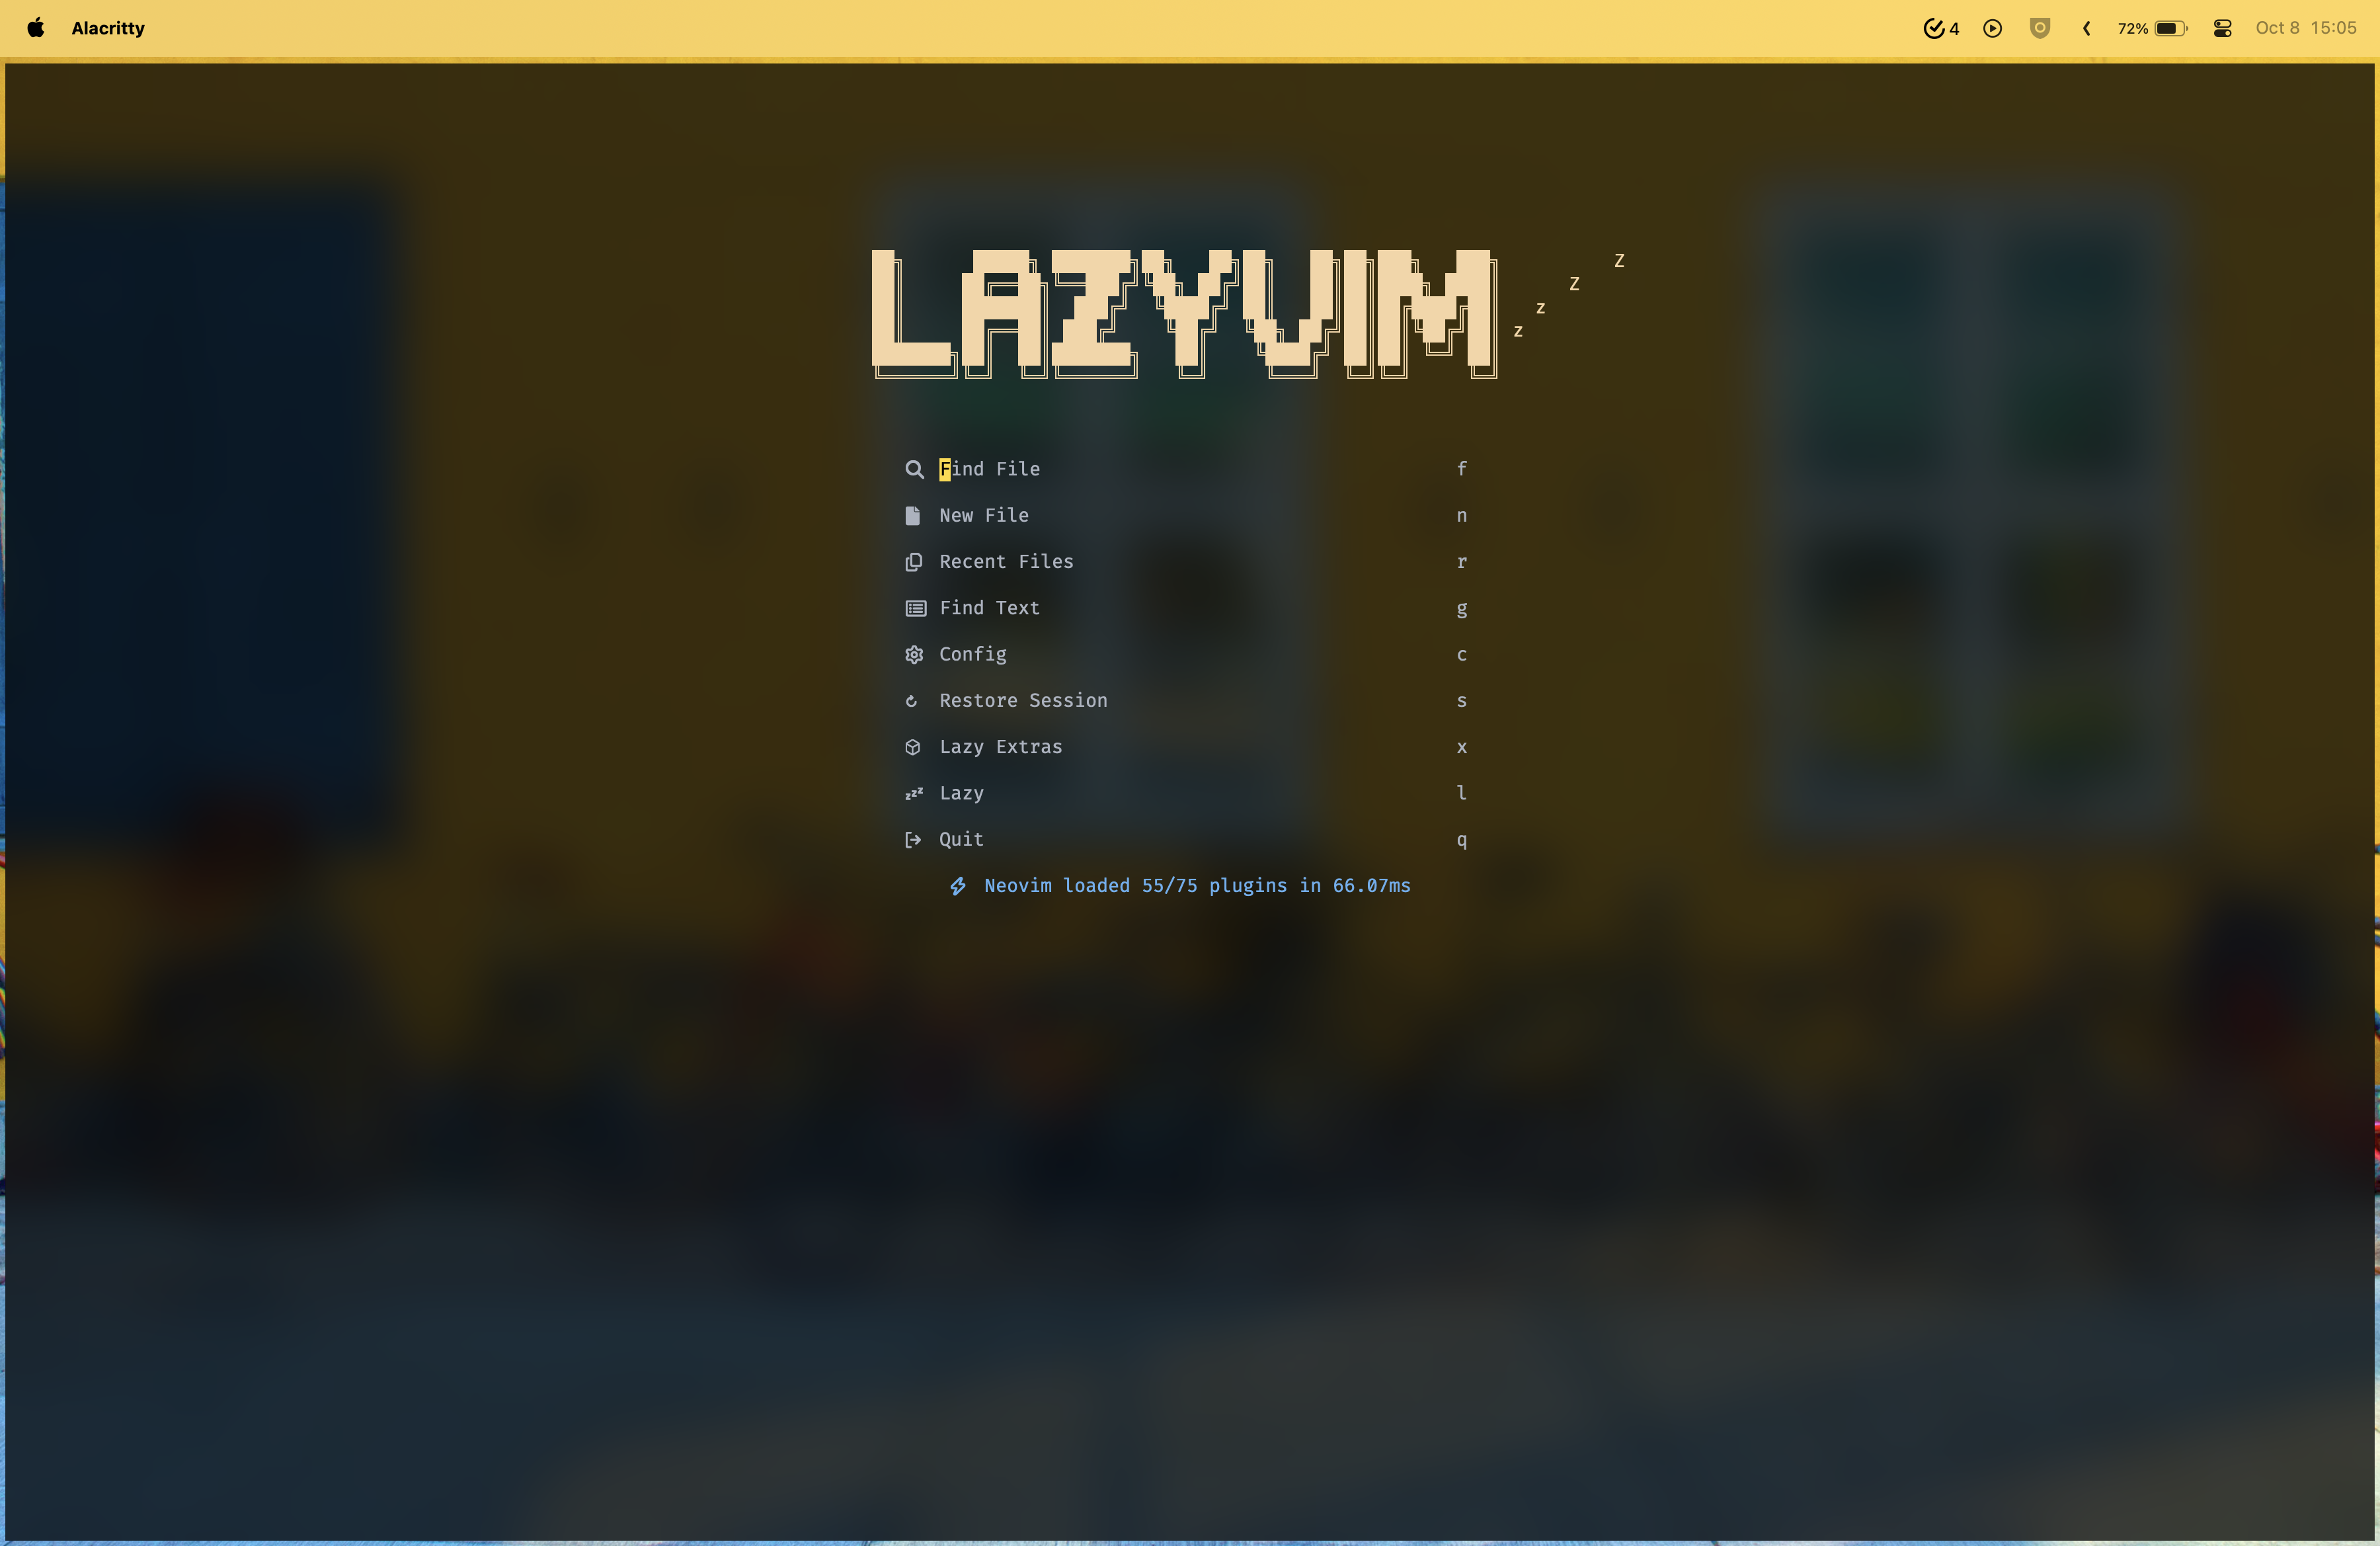 Alacritty 4 72% Oct 8 15:05
LAZYVIM
Z
Z
z
z
Find File f
New File n
Recent Files r
Find Text g
Config c
Restore Session s
Lazy Extras x
zzz Lazy l
Quit q
Neovim loaded 55/75 plugins in 66.07ms